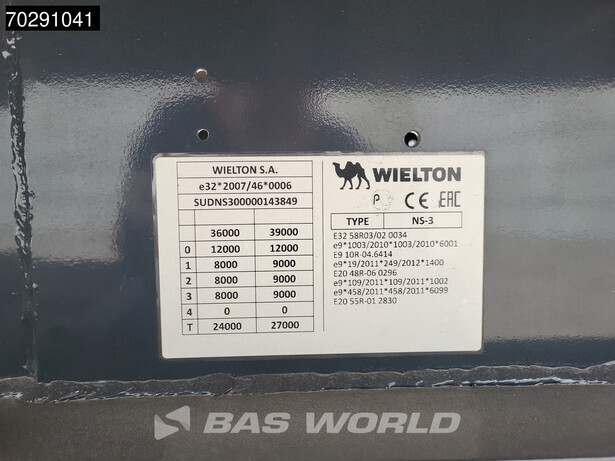 70291041
WIELTON S.A.
e32*2007/46*0006
SUDNS300000143849
36000 39000
0 12000 12000
1 8000 9000
2 8000 9000
3 8000 9000
4 0 0
T 24000 27000
WIELTON
P CE EAC
TYPE NS-3
E32 58R03/02 0034
e9*1003/2010*1003/2010*6001
E9 10R-04.6414
e9*19/2011*249/2012*1400
E20 48R-06 0296
e9*109/2011*109/2011*1002
e9*458/2011*458/2011*6099
E20 55R-01 2830
BAS WORLD